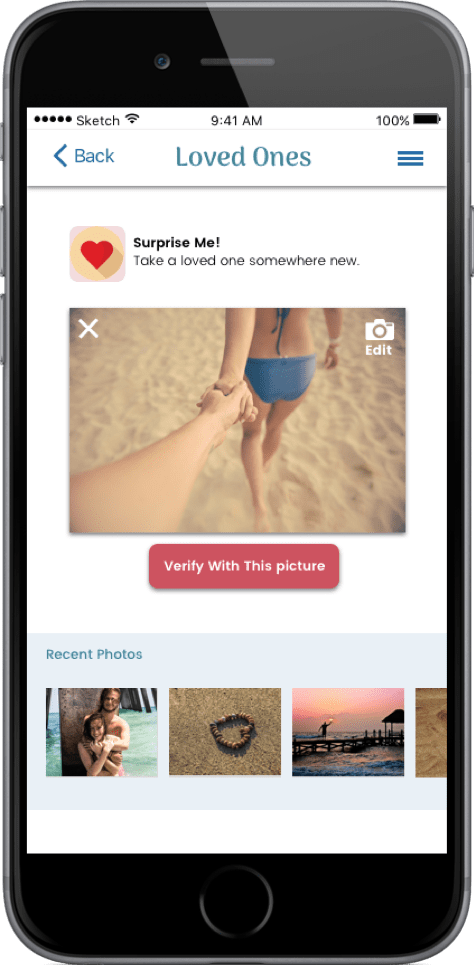 Sketch 9:41 AM 100%
Back Loved Ones
Surprise Me!
Take a loved one somewhere new.
Edit
Verify With This picture
Recent Photos